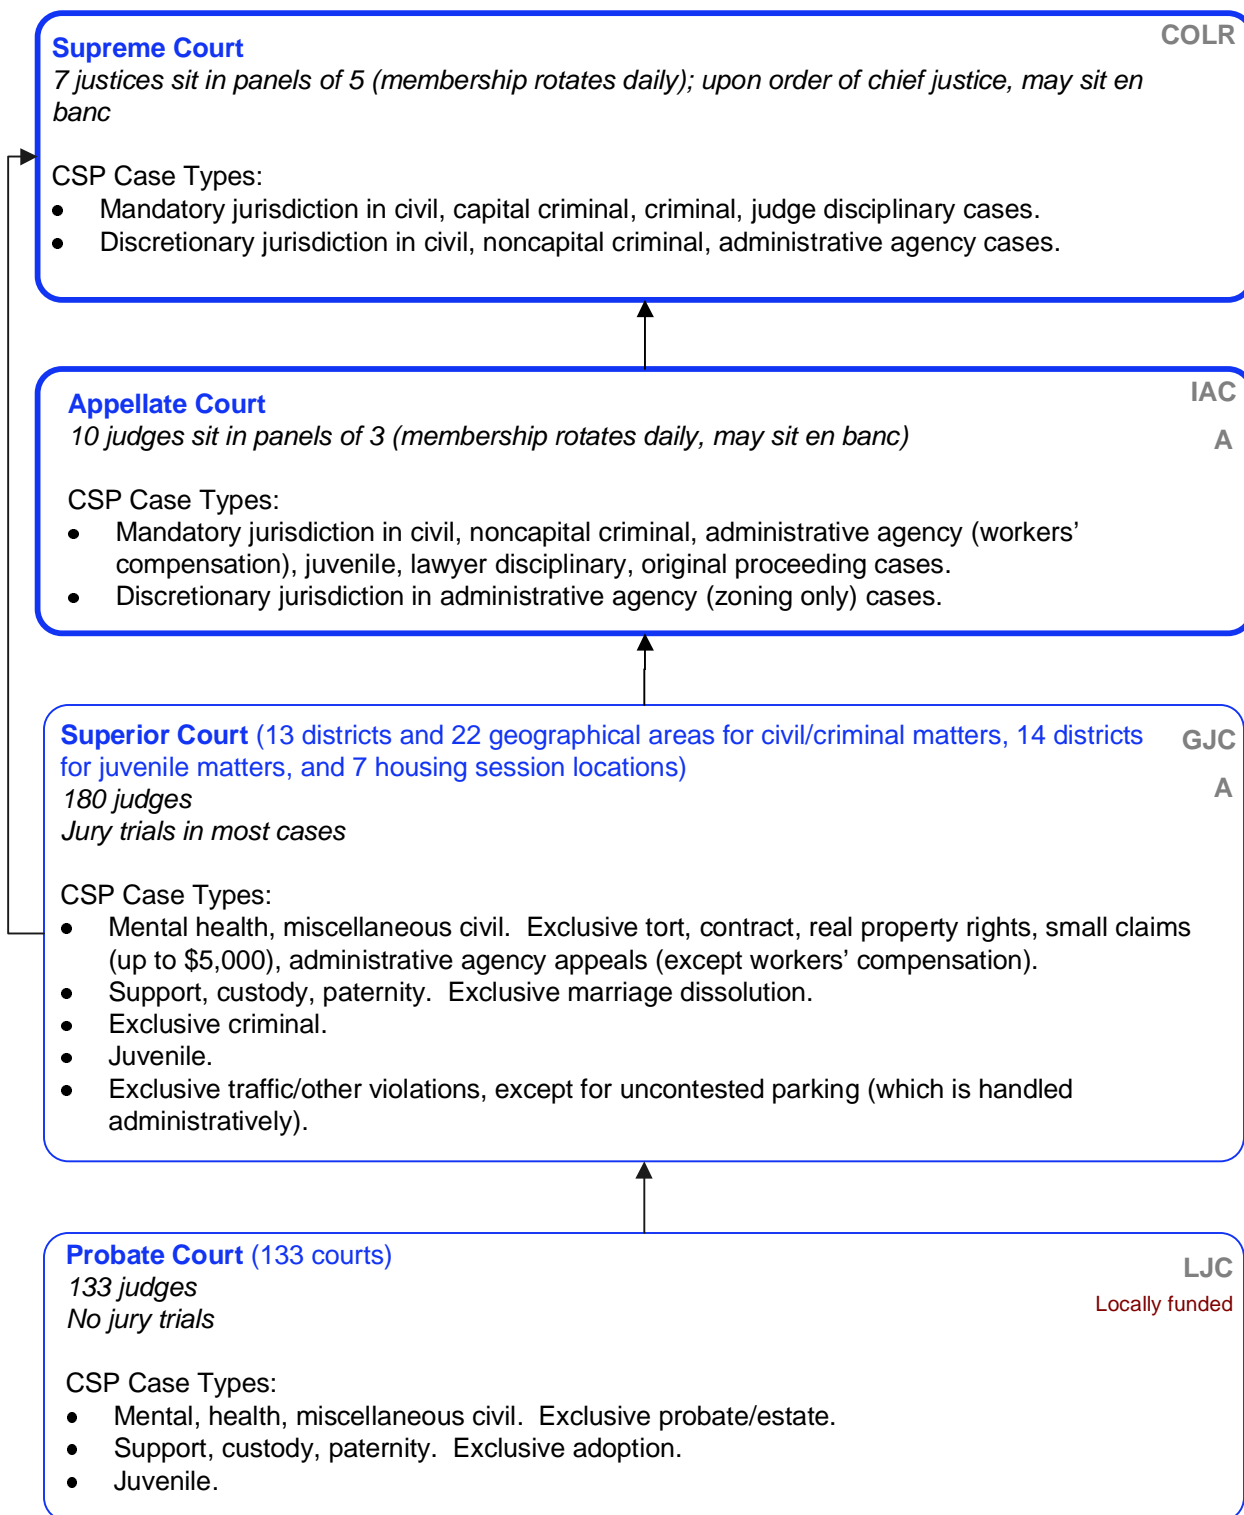 Supreme Court
COLR
7 justices sit in panels of 5 (membership rotates daily); upon order of chief justice, may sit en
banc
CSP Case Types:
• Mandatory jurisdiction in civil, capital criminal, criminal, judge disciplinary cases.
• Discretionary jurisdiction in civil, noncapital criminal, administrative agency cases.
Appellate Court
IAC
10 judges sit in panels of 3 (membership rotates daily, may sit en banc)
A
CSP Case Types:
• Mandatory jurisdiction in civil, noncapital criminal, administrative agency (workers’
compensation), juvenile, lawyer disciplinary, original proceeding cases.
• Discretionary jurisdiction in administrative agency (zoning only) cases.
Superior Court (13 districts and 22 geographical areas for civil/criminal matters, 14 districts
GJC
for juvenile matters, and 7 housing session locations)
180 judges
A
Jury trials in most cases
CSP Case Types:
• Mental health, miscellaneous civil.  Exclusive tort, contract, real property rights, small claims
(up to $5,000), administrative agency appeals (except workers’ compensation).
• Support, custody, paternity.  Exclusive marriage dissolution.
• Exclusive criminal.
• Juvenile.
• Exclusive traffic/other violations, except for uncontested parking (which is handled
administratively).
Probate Court (133 courts)
LJC
133 judges
Locally funded
No jury trials
CSP Case Types:
• Mental, health, miscellaneous civil.  Exclusive probate/estate.
• Support, custody, paternity.  Exclusive adoption.
• Juvenile.